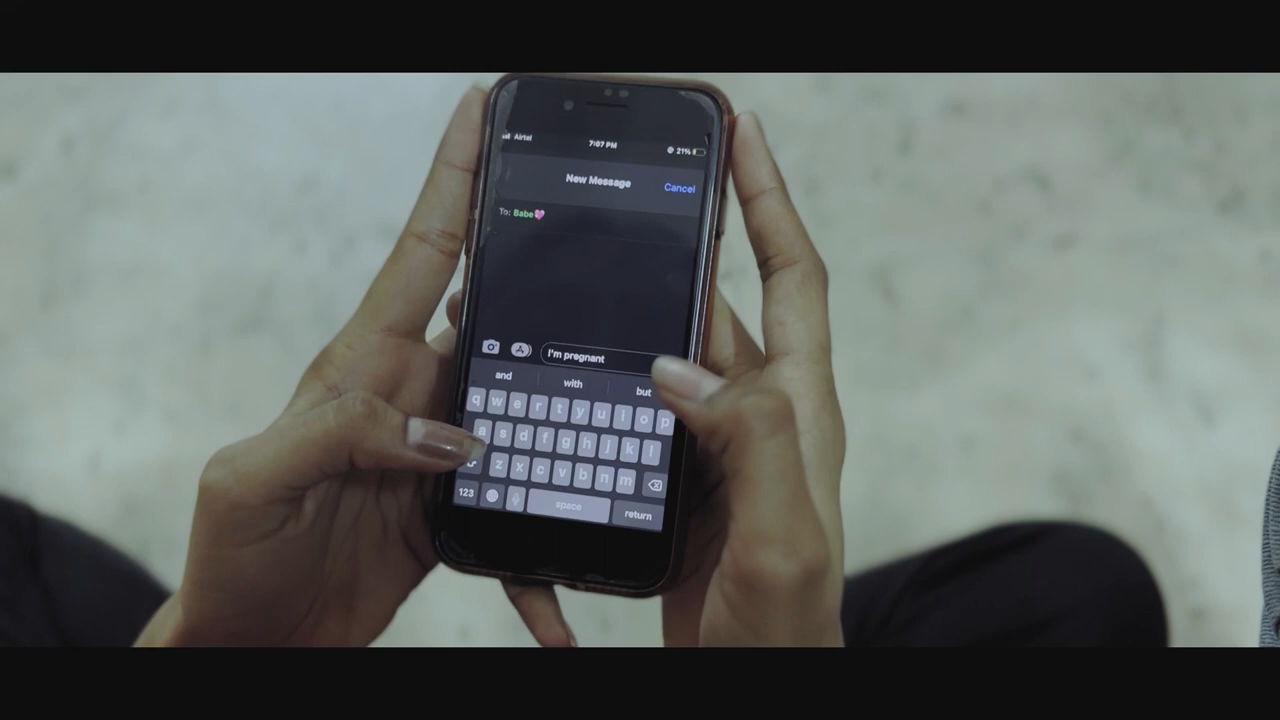 Airtel 7:07 PM 21%
New Message Cancel
To: Babe💖
I'm pregnant
and with but
q w e r t y u i o p
a s d f g h j k l
z x c v b n m
123 space return